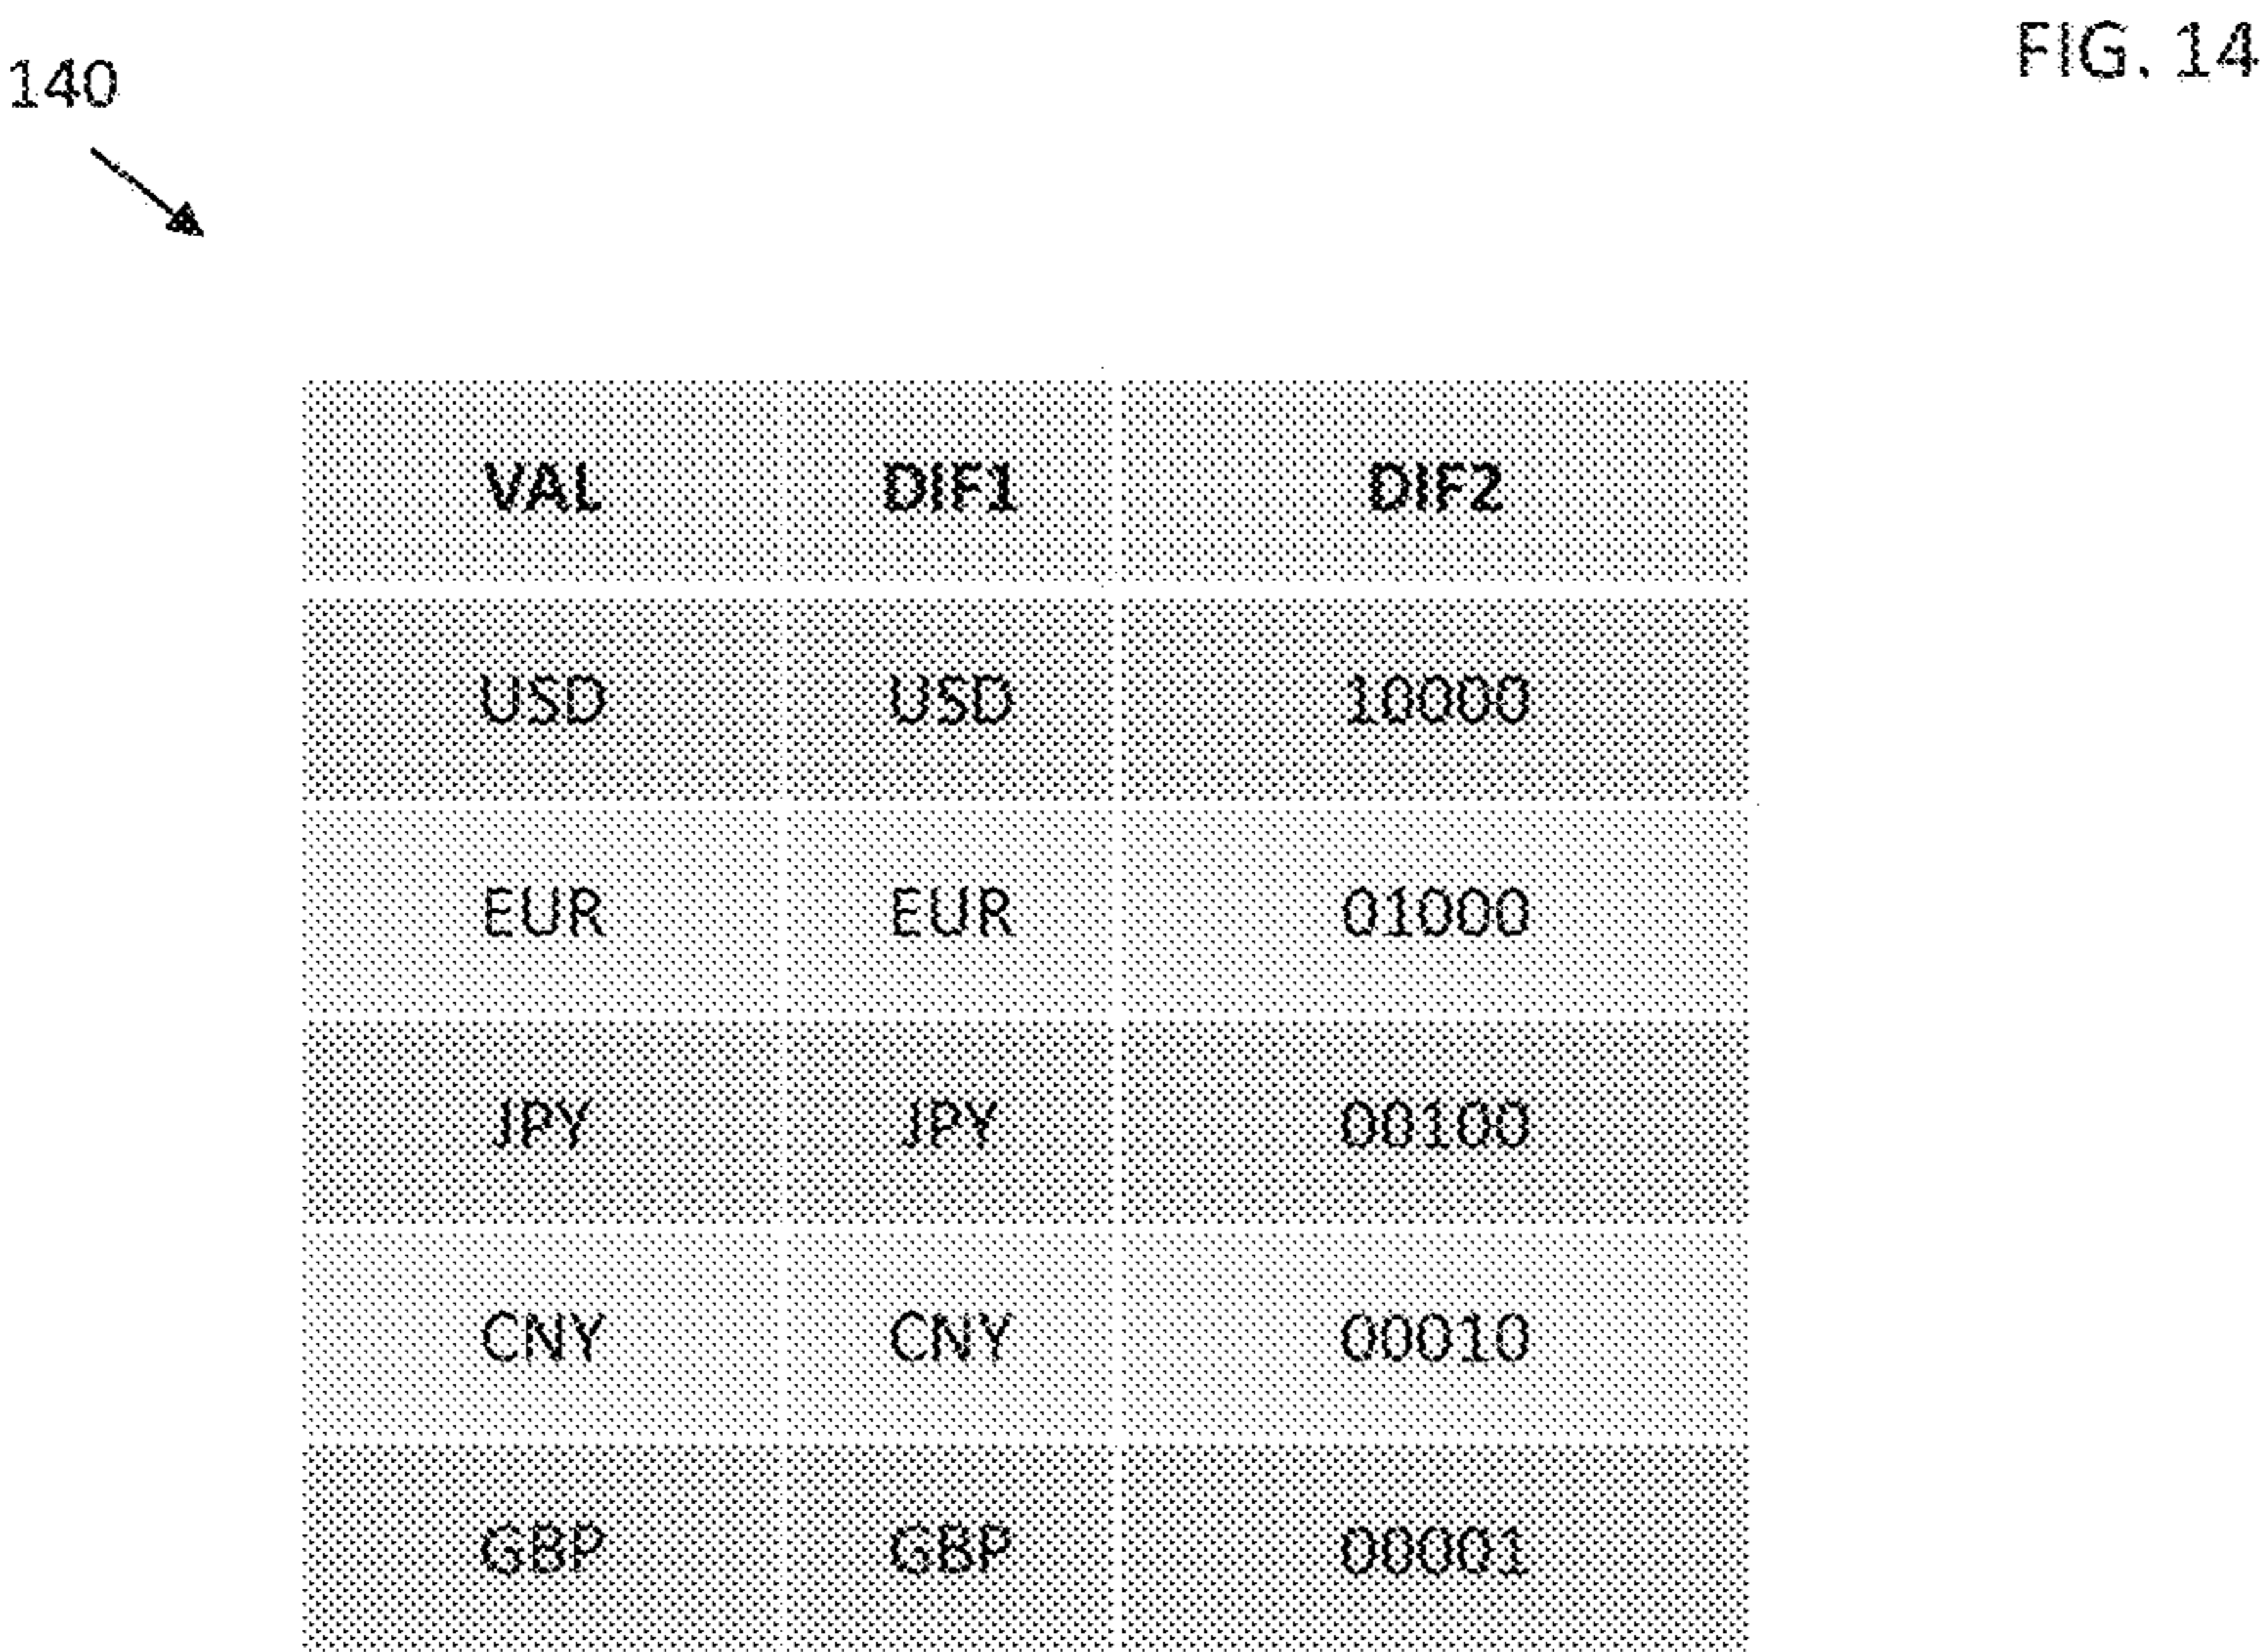 FIG. 14
140
VAL DIF1 DIF2
USD USD 10000
EUR EUR 01000
JPY JPY 00100
CNY CNY 00010
GBP GBP 00001